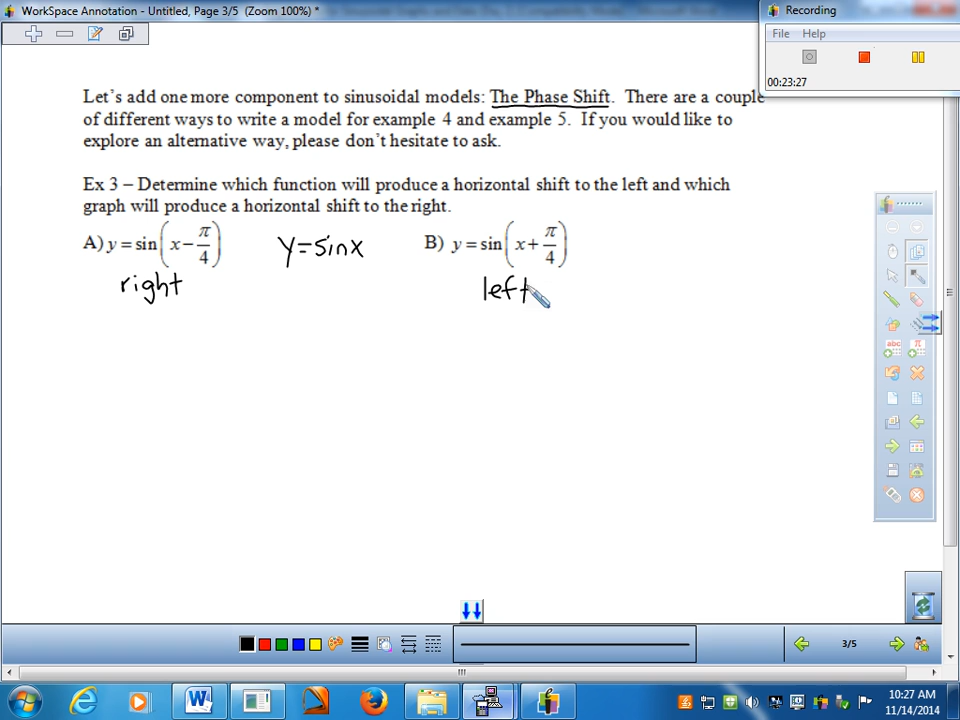 WorkSpace Annotation - Untitled, Page 3/5 (Zoom 100%) *
Recording
File Help
00:23:27
Let's add one more component to sinusoidal models: The Phase Shift. There are a couple
of different ways to write a model for example 4 and example 5. If you would like to
explore an alternative way, please don't hesitate to ask.
Ex 3 – Determine which function will produce a horizontal shift to the left and which
graph will produce a horizontal shift to the right.
A) y = sin(x − π/4) y=sinx B) y = sin(x + π/4)
right left
abc π
3/5
10:27 AM
11/14/2014